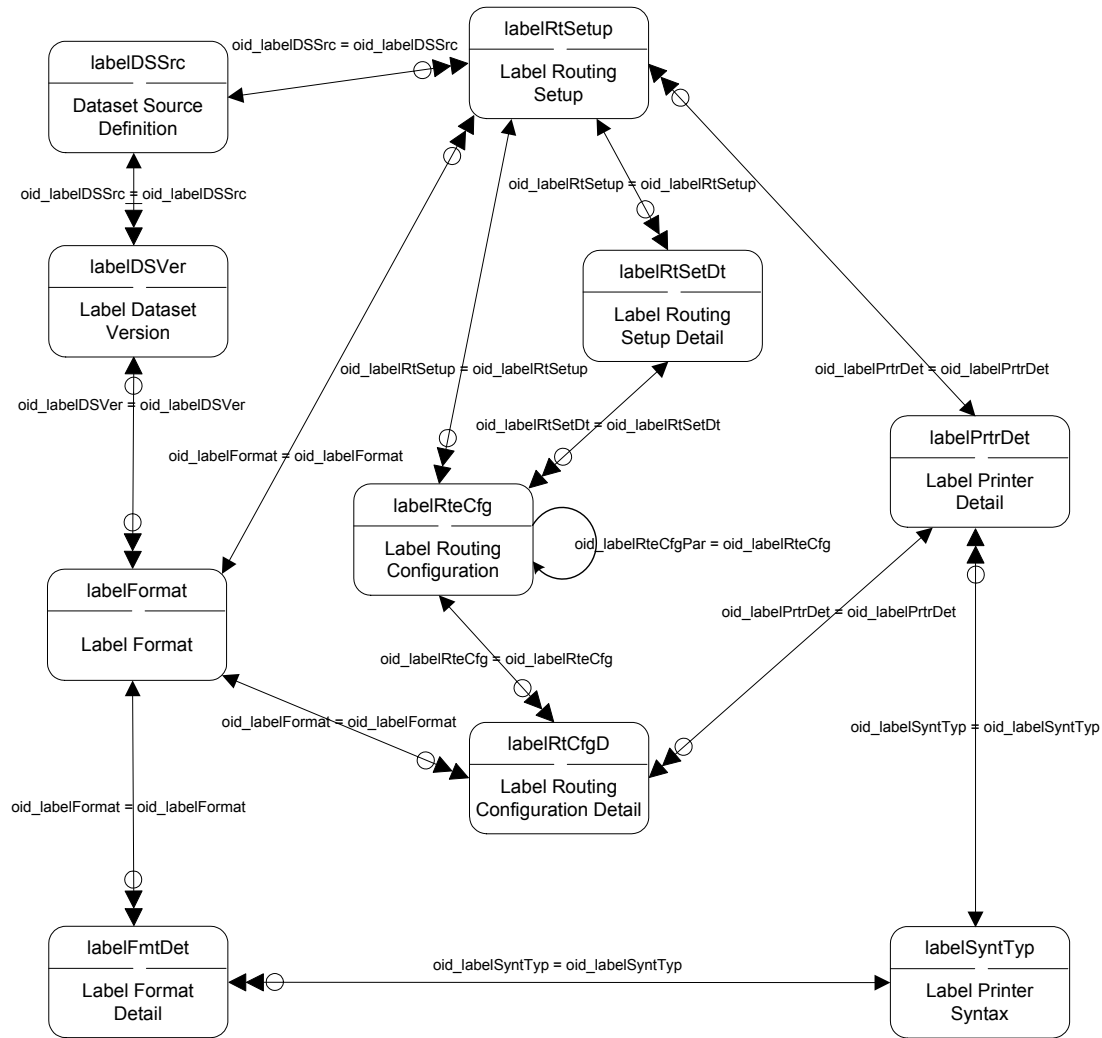 labelRtSetup
Label Routing
Setup
oid_labelDSSrc = oid_labelDSSrc
labelDSSrc
Dataset Source
Definition
oid_labelDSSrc = oid_labelDSSrc
oid_labelRtSetup = oid_labelRtSetup
labelDSVer
Label Dataset
Version
labelRtSetDt
Label Routing
Setup Detail
oid_labelRtSetup = oid_labelRtSetup
oid_labelPrtrDet = oid_labelPrtrDet
oid_labelDSVer = oid_labelDSVer
oid_labelRtSetDt = oid_labelRtSetDt
oid_labelFormat = oid_labelFormat
labelPrtrDet
Label Printer
Detail
labelRteCfg
Label Routing
Configuration
oid_labelRteCfgPar = oid_labelRteCfg
labelFormat
Label Format
oid_labelPrtrDet = oid_labelPrtrDet
oid_labelRteCfg = oid_labelRteCfg
oid_labelFormat = oid_labelFormat
oid_labelSyntTyp = oid_labelSyntTyp
labelRtCfgD
Label Routing
Configuration Detail
oid_labelFormat = oid_labelFormat
labelFmtDet
Label Format
Detail
oid_labelSyntTyp = oid_labelSyntTyp
labelSyntTyp
Label Printer
Syntax